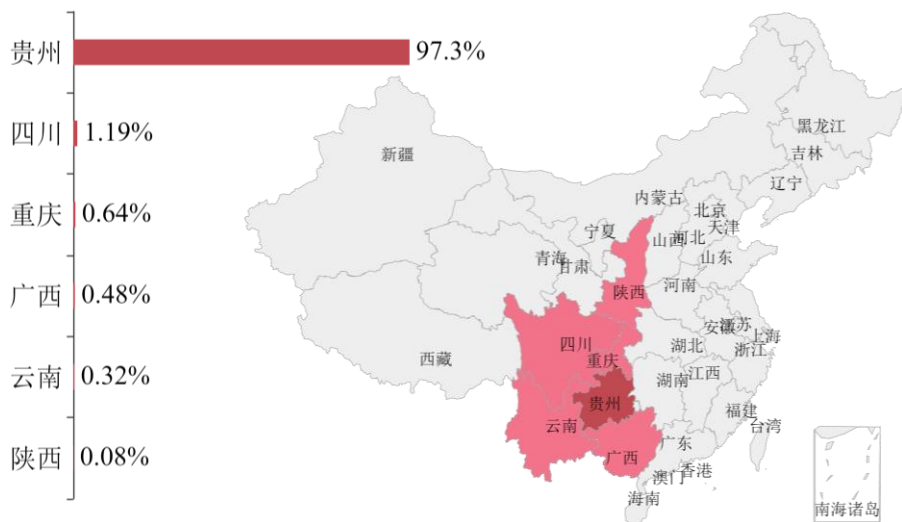 贵州 97.3%
四川 1.19%
重庆 0.64%
广西 0.48%
云南 0.32%
陕西 0.08%
黑龙江
吉林
辽宁
新疆
内蒙古
北京
天津
宁夏
山西
河北
山东
青海
甘肃
陕西
河南
安徽
江苏
上海
浙江
湖北
四川
重庆
西藏
湖南
江西
贵州
福建
云南
台湾
广西
广东
香港
澳门
海南
南海诸岛